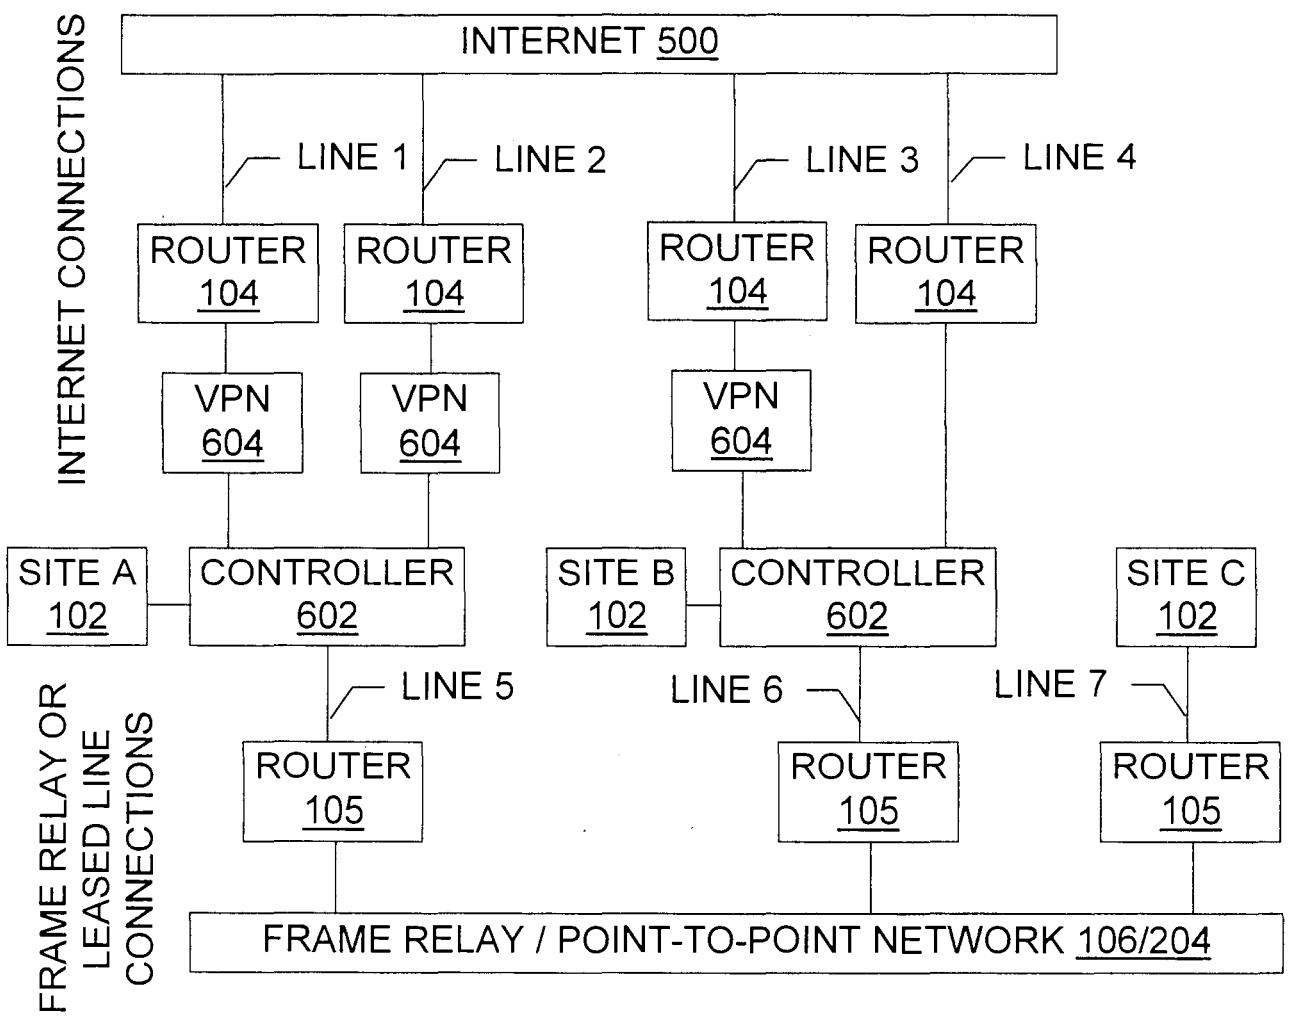 INTERNET 500
INTERNET CONNECTIONS
LINE 1
LINE 2
LINE 3
LINE 4
ROUTER
104
ROUTER
104
ROUTER
104
ROUTER
104
VPN
604
VPN
604
VPN
604
SITE A
102
CONTROLLER
602
SITE B
102
CONTROLLER
602
SITE C
102
LINE 5
LINE 6
LINE 7
FRAME RELAY OR
LEASED LINE
CONNECTIONS
ROUTER
105
ROUTER
105
ROUTER
105
FRAME RELAY / POINT-TO-POINT NETWORK 106/204